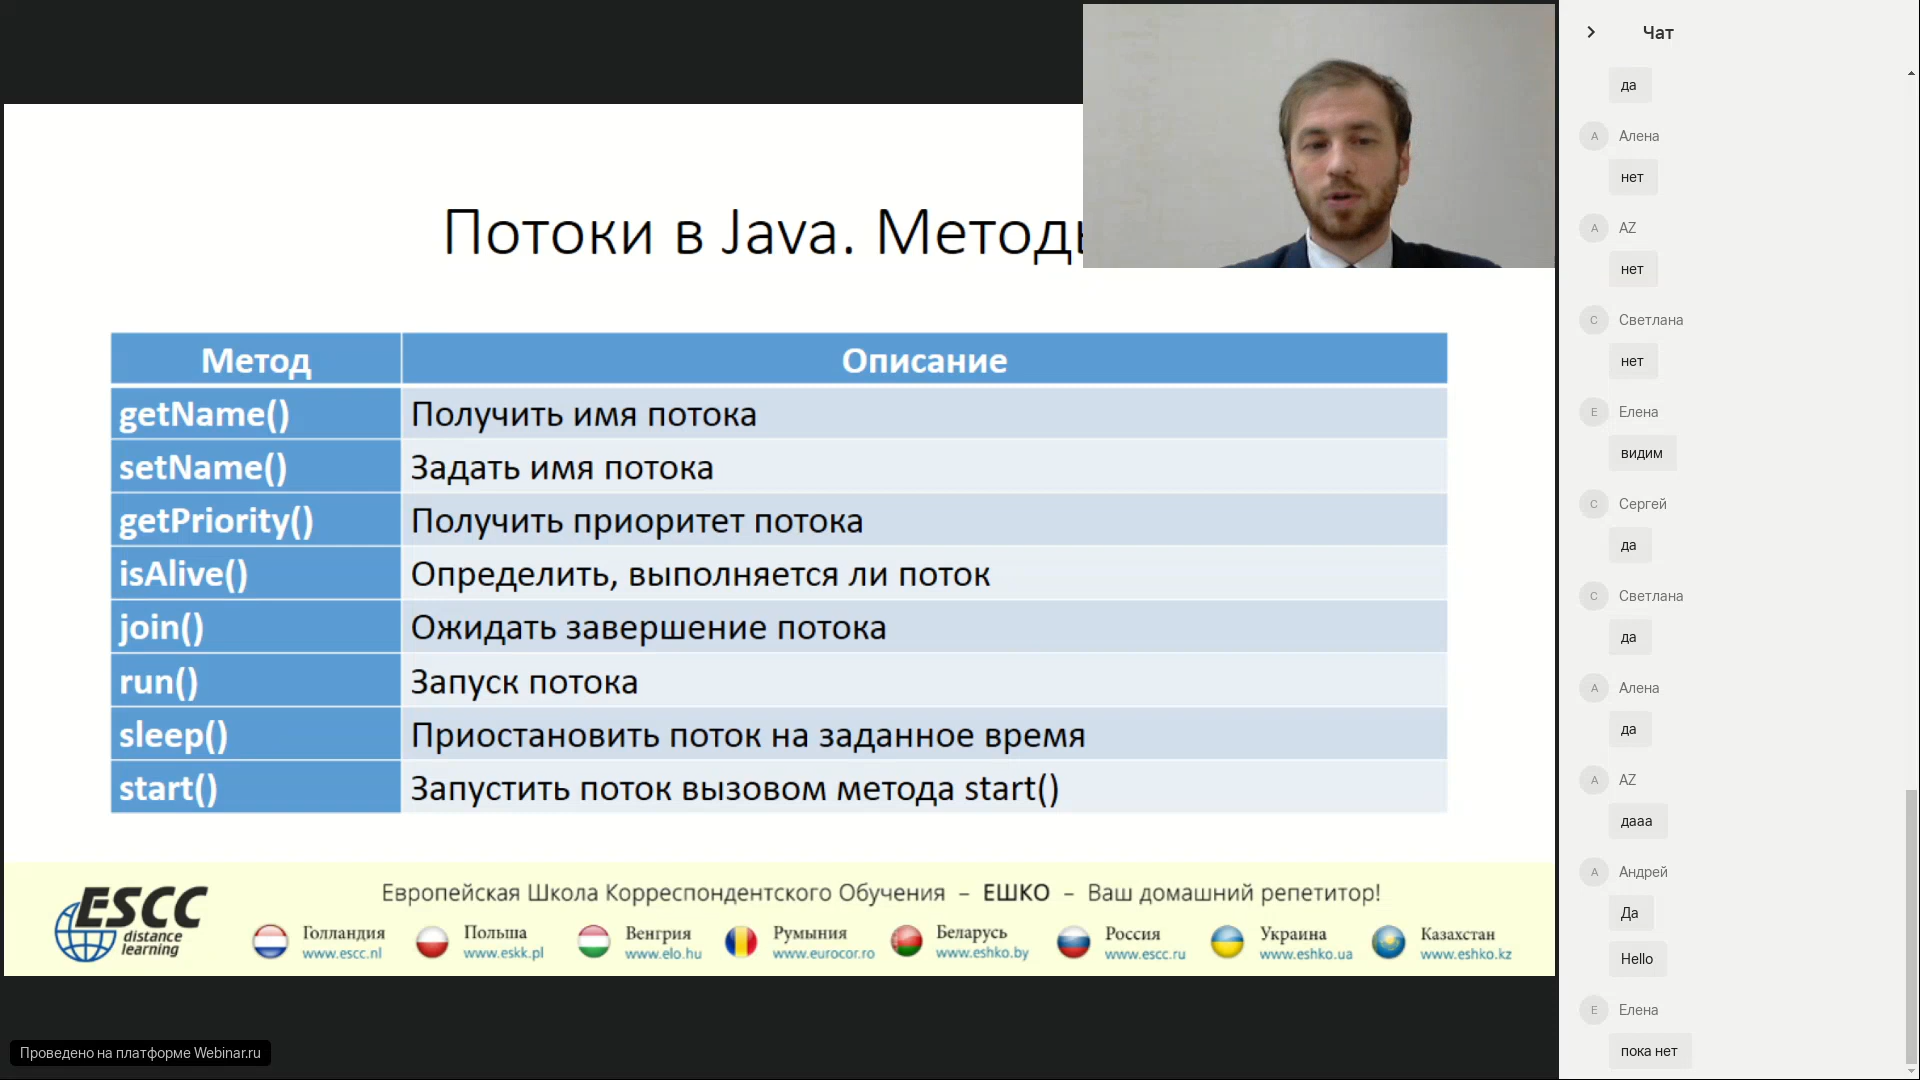 Потоки в Java. Методы
Метод Описание
getName() Получить имя потока
setName() Задать имя потока
getPriority() Получить приоритет потока
isAlive() Определить, выполняется ли поток
join() Ожидать завершение потока
run() Запуск потока
sleep() Приостановить поток на заданное время
start() Запустить поток вызовом метода start()
ESCC
distance
learning
Европейская Школа Корреспондентского Обучения – ЕШКО – Ваш домашний репетитор!
Голландия
www.escc.nl
Польша
www.eskk.pl
Венгрия
www.elo.hu
Румыния
www.eurocor.ro
Беларусь
www.eshko.by
Россия
www.escc.ru
Украина
www.eshko.ua
Казахстан
www.eshko.kz
Проведено на платформе Webinar.ru
Чат
да
А Алена
нет
A AZ
нет
С Светлана
нет
Е Елена
видим
С Сергей
да
С Светлана
да
А Алена
да
A AZ
дааа
А Андрей
Да
Hello
Е Елена
пока нет